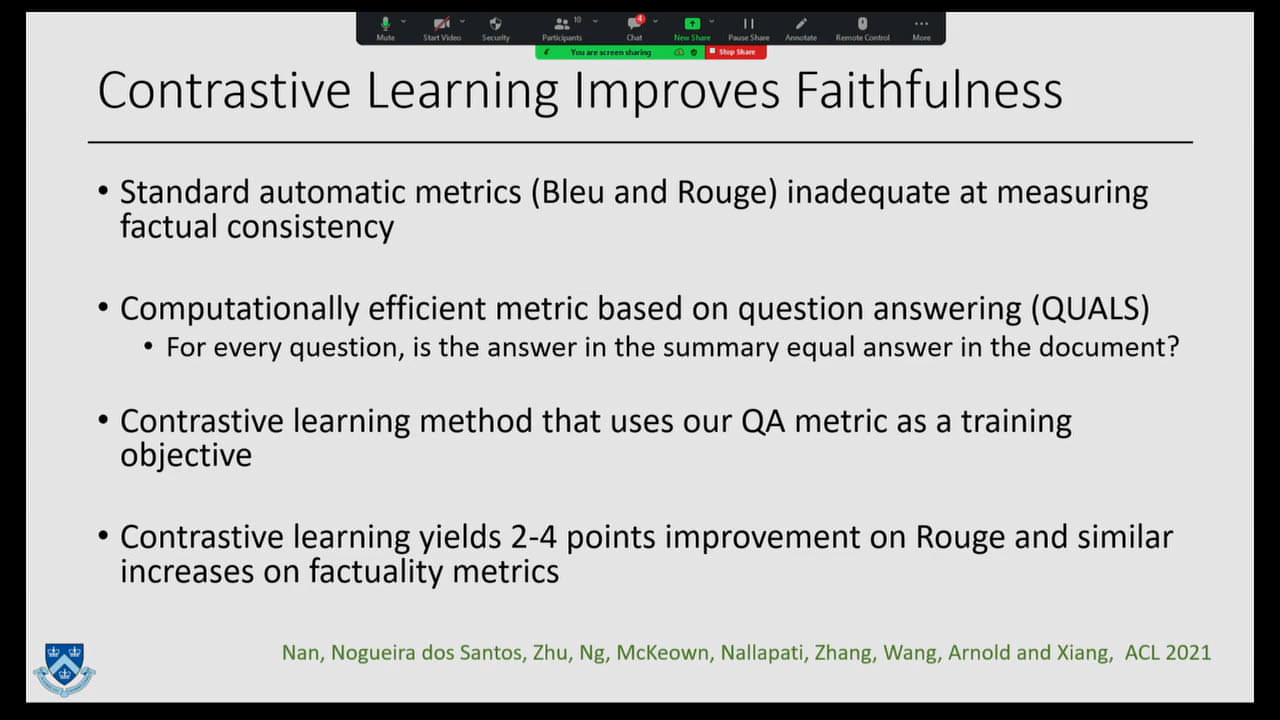 10
4
Mute
Start Video
Security
Participants
Chat
New Share
Pause Share
Annotate
Remote Control
More
You are screen sharing
Stop Share
Contrastive Learning Improves Faithfulness
• Standard automatic metrics (Bleu and Rouge) inadequate at measuring
factual consistency
• Computationally efficient metric based on question answering (QUALS)
• For every question, is the answer in the summary equal answer in the document?
• Contrastive learning method that uses our QA metric as a training
objective
• Contrastive learning yields 2-4 points improvement on Rouge and similar
increases on factuality metrics
Nan, Nogueira dos Santos, Zhu, Ng, McKeown, Nallapati, Zhang, Wang, Arnold and Xiang, ACL 2021